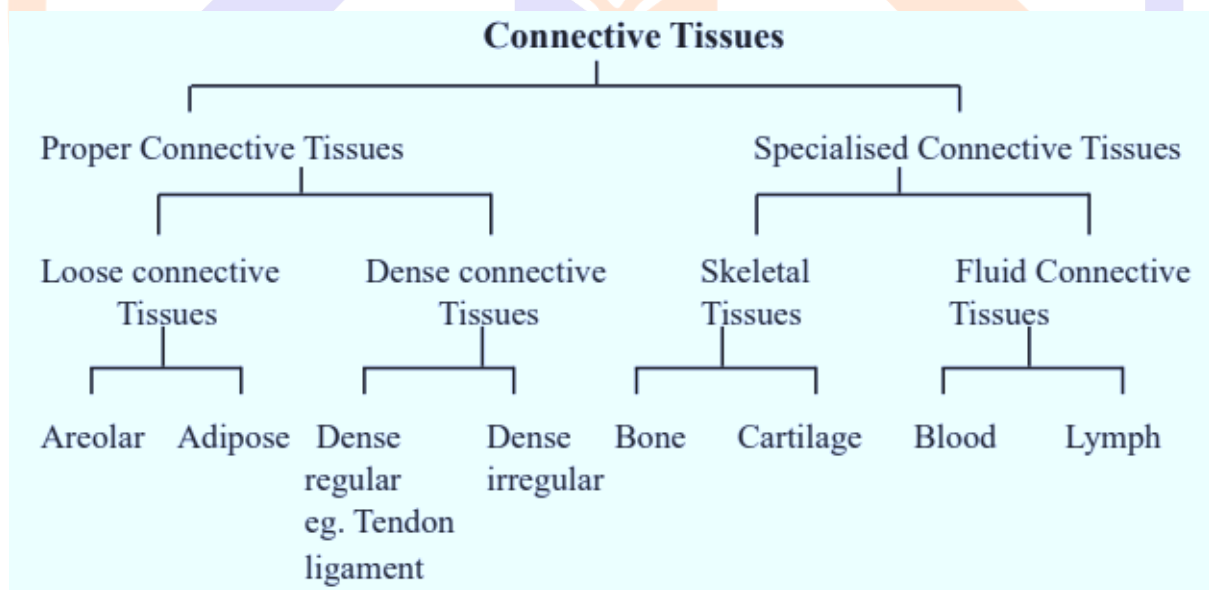 Connective Tissues
Proper Connective Tissues
Specialised Connective Tissues
Loose connective
Tissues
Dense connective
Tissues
Skeletal
Tissues
Fluid Connective
Tissues
Areolar
Adipose
Dense
regular
eg. Tendon
ligament
Dense
irregular
Bone
Cartilage
Blood
Lymph